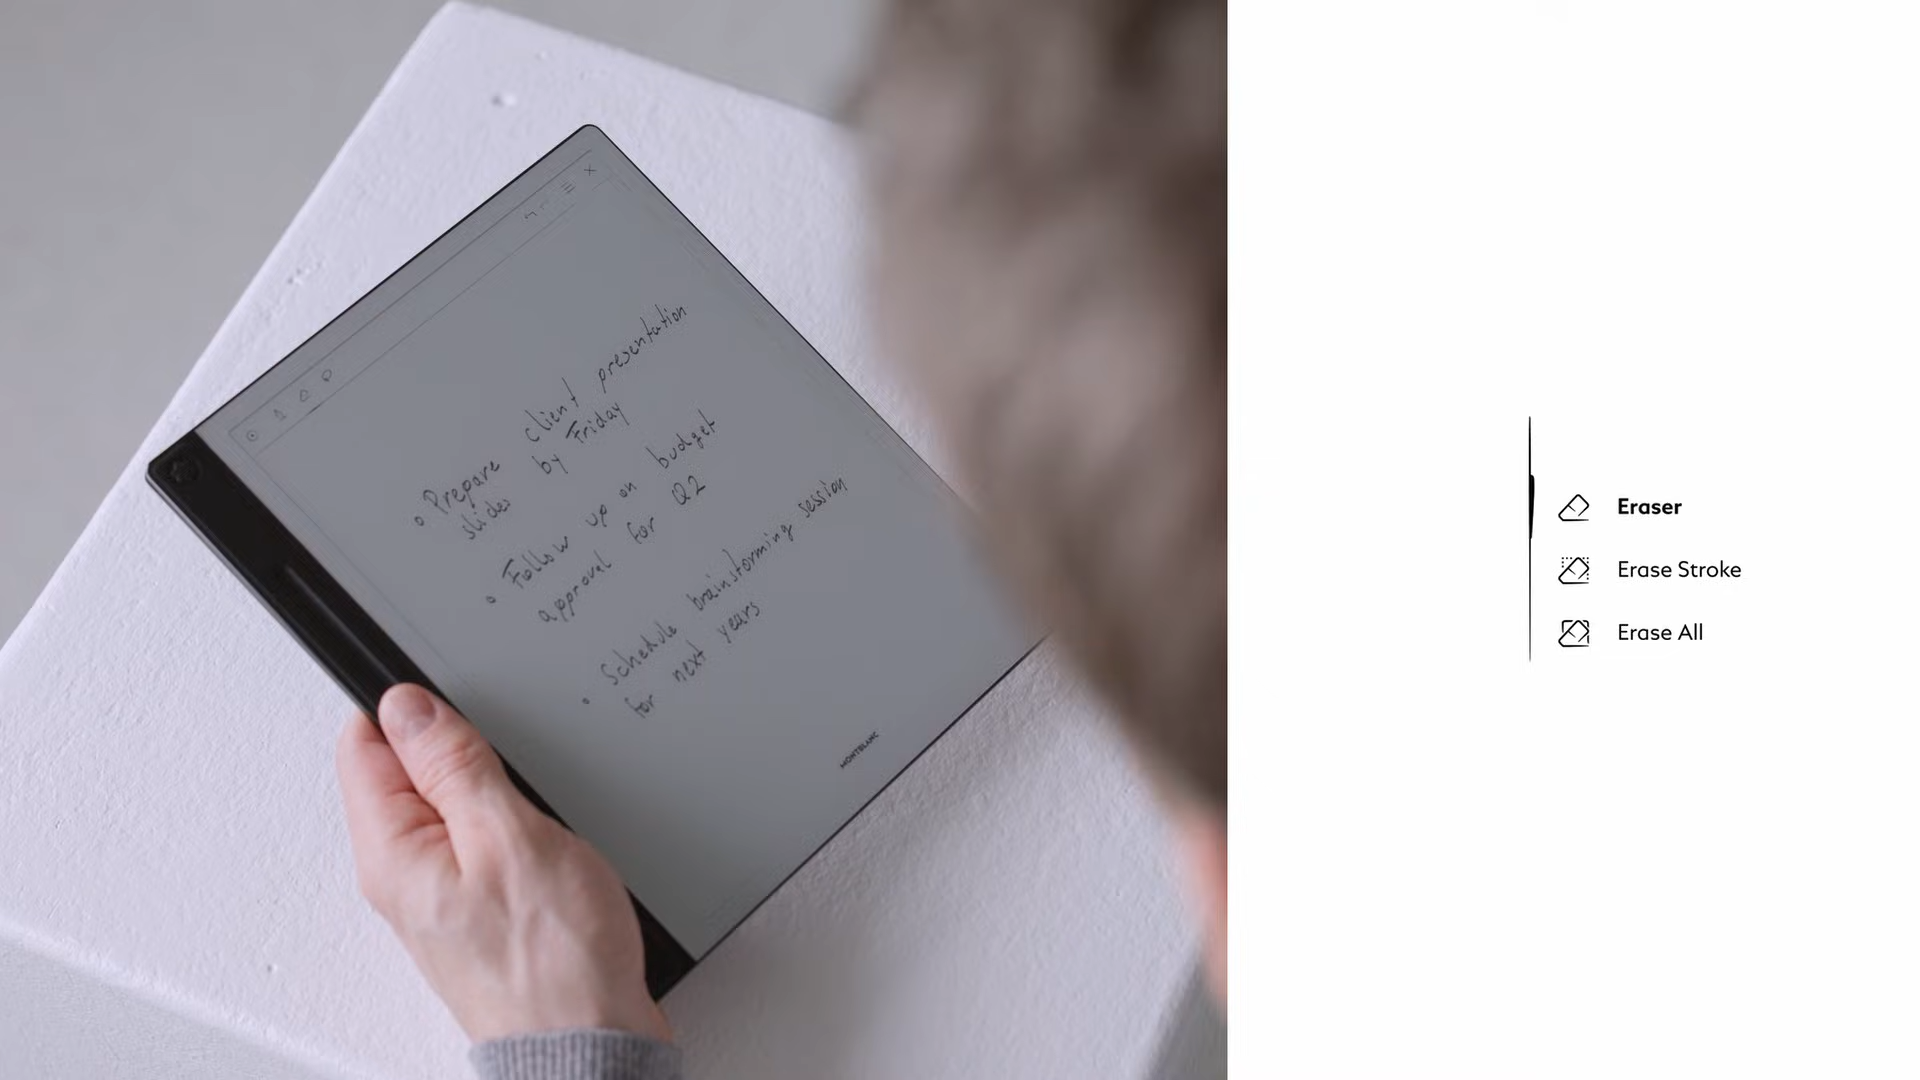 • Prepare client presentation
slides by Friday
• Follow up on budget
approval for Q2
• Schedule brainstorming session
for next years
MONTBLANC
Eraser
Erase Stroke
Erase All